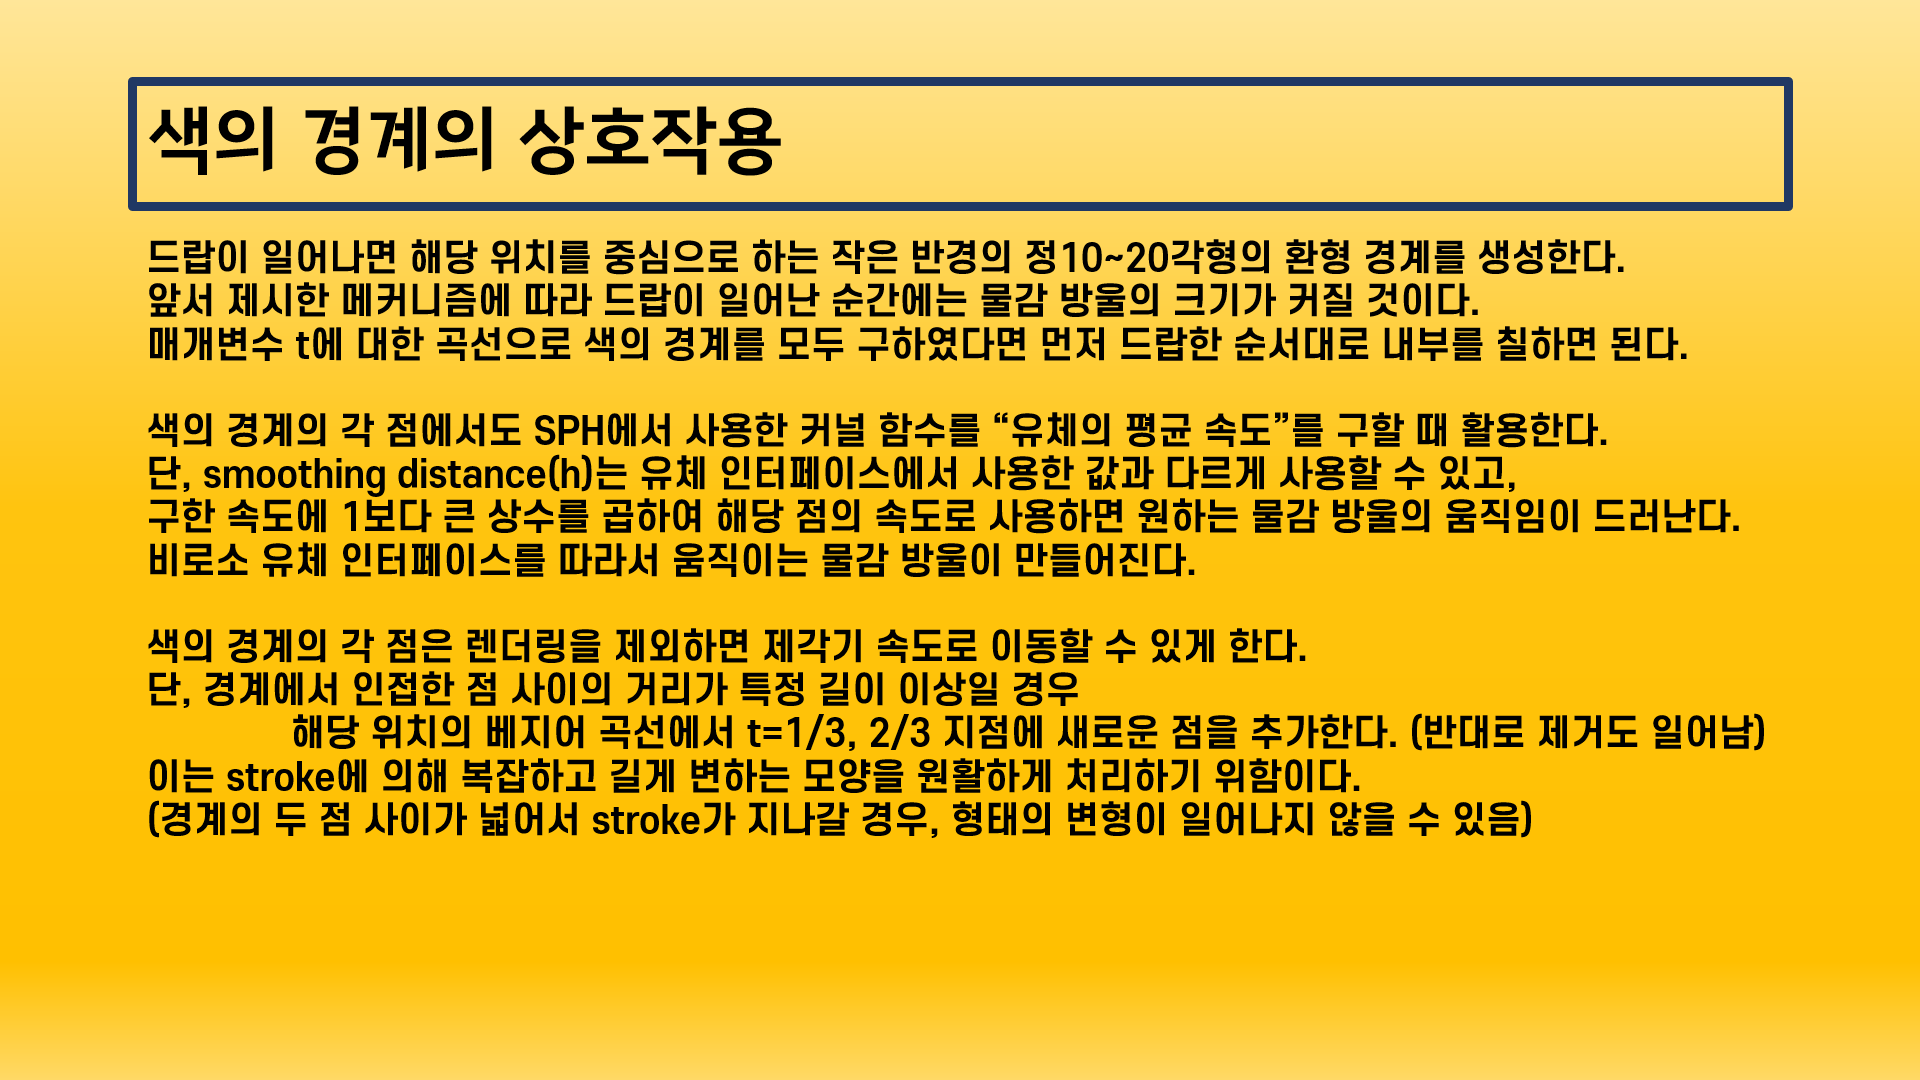 색의 경계의 상호작용
드랍이 일어나면 해당 위치를 중심으로 하는 작은 반경의 정10~20각형의 환형 경계를 생성한다.
앞서 제시한 메커니즘에 따라 드랍이 일어난 순간에는 물감 방울의 크기가 커질 것이다.
매개변수 t에 대한 곡선으로 색의 경계를 모두 구하였다면 먼저 드랍한 순서대로 내부를 칠하면 된다.
색의 경계의 각 점에서도 SPH에서 사용한 커널 함수를 “유체의 평균 속도”를 구할 때 활용한다.
단, smoothing distance(h)는 유체 인터페이스에서 사용한 값과 다르게 사용할 수 있고,
구한 속도에 1보다 큰 상수를 곱하여 해당 점의 속도로 사용하면 원하는 물감 방울의 움직임이 드러난다.
비로소 유체 인터페이스를 따라서 움직이는 물감 방울이 만들어진다.
색의 경계의 각 점은 렌더링을 제외하면 제각기 속도로 이동할 수 있게 한다.
단, 경계에서 인접한 점 사이의 거리가 특정 길이 이상일 경우
해당 위치의 베지어 곡선에서 t=1/3, 2/3 지점에 새로운 점을 추가한다. (반대로 제거도 일어남)
이는 stroke에 의해 복잡하고 길게 변하는 모양을 원활하게 처리하기 위함이다.
(경계의 두 점 사이가 넓어서 stroke가 지나갈 경우, 형태의 변형이 일어나지 않을 수 있음)